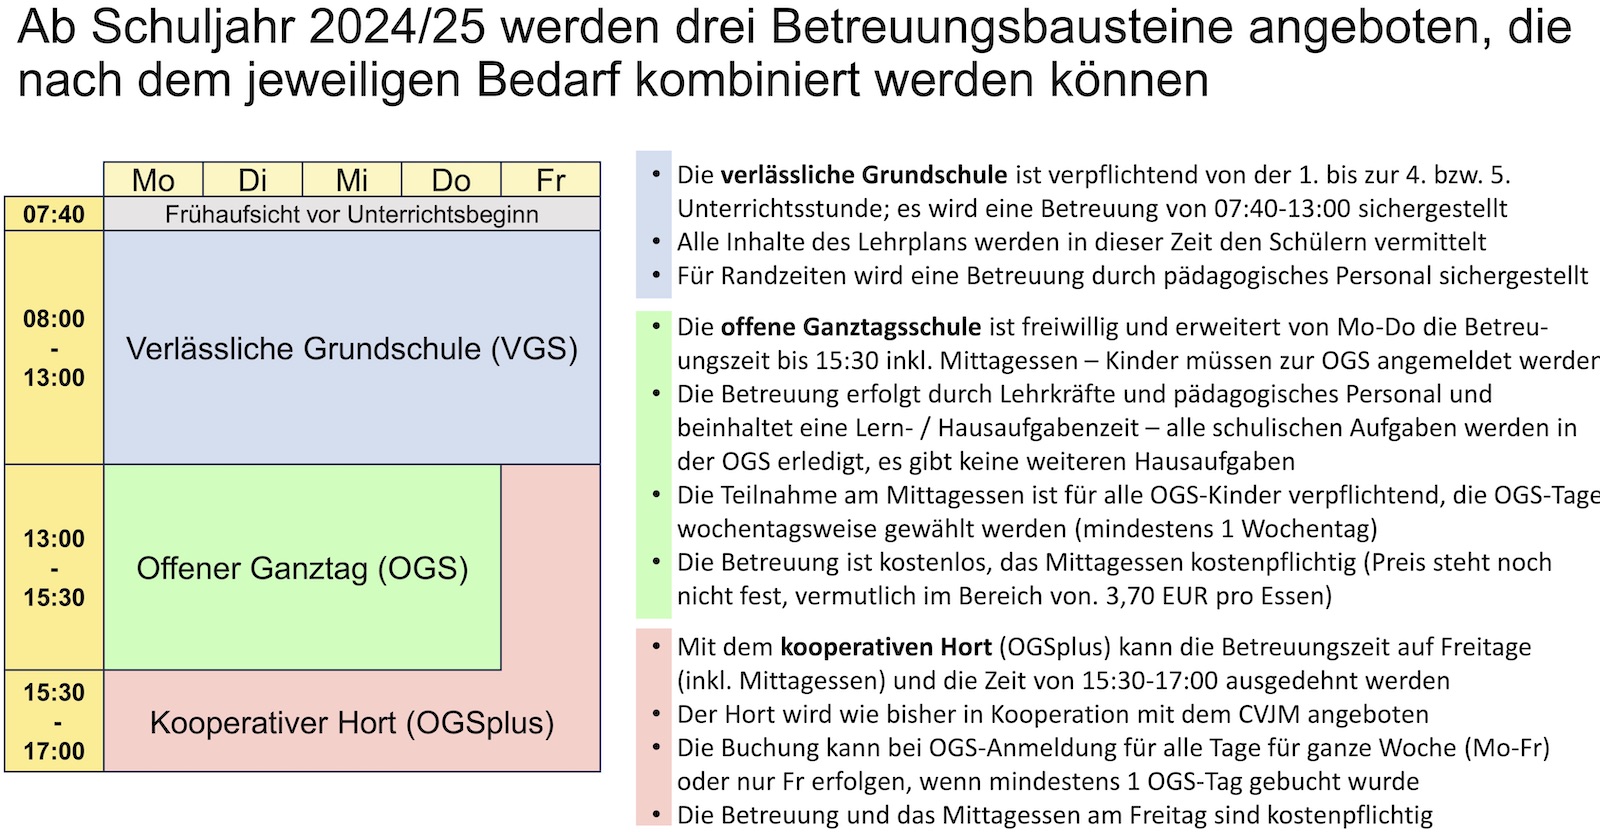 Ab Schuljahr 2024/25 werden drei Betreuungsbausteine angeboten, die
nach dem jeweiligen Bedarf kombiniert werden können
Mo Di Mi Do Fr
07:40 Frühaufsicht vor Unterrichtsbeginn
08:00
-
13:00
Verlässliche Grundschule (VGS)
13:00
-
15:30
Offener Ganztag (OGS)
15:30
-
17:00
Kooperativer Hort (OGSplus)
• Die verlässliche Grundschule ist verpflichtend von der 1. bis zur 4. bzw. 5.
Unterrichtsstunde; es wird eine Betreuung von 07:40-13:00 sichergestellt
• Alle Inhalte des Lehrplans werden in dieser Zeit den Schülern vermittelt
• Für Randzeiten wird eine Betreuung durch pädagogisches Personal sichergestellt
• Die offene Ganztagsschule ist freiwillig und erweitert von Mo-Do die Betreu-
ungszeit bis 15:30 inkl. Mittagessen – Kinder müssen zur OGS angemeldet werden
• Die Betreuung erfolgt durch Lehrkräfte und pädagogisches Personal und
beinhaltet eine Lern- / Hausaufgabenzeit – alle schulischen Aufgaben werden in
der OGS erledigt, es gibt keine weiteren Hausaufgaben
• Die Teilnahme am Mittagessen ist für alle OGS-Kinder verpflichtend, die OGS-Tage
wochentagsweise gewählt werden (mindestens 1 Wochentag)
• Die Betreuung ist kostenlos, das Mittagessen kostenpflichtig (Preis steht noch
nicht fest, vermutlich im Bereich von. 3,70 EUR pro Essen)
• Mit dem kooperativen Hort (OGSplus) kann die Betreuungszeit auf Freitage
(inkl. Mittagessen) und die Zeit von 15:30-17:00 ausgedehnt werden
• Der Hort wird wie bisher in Kooperation mit dem CVJM angeboten
• Die Buchung kann bei OGS-Anmeldung für alle Tage für ganze Woche (Mo-Fr)
oder nur Fr erfolgen, wenn mindestens 1 OGS-Tag gebucht wurde
• Die Betreuung und das Mittagessen am Freitag sind kostenpflichtig